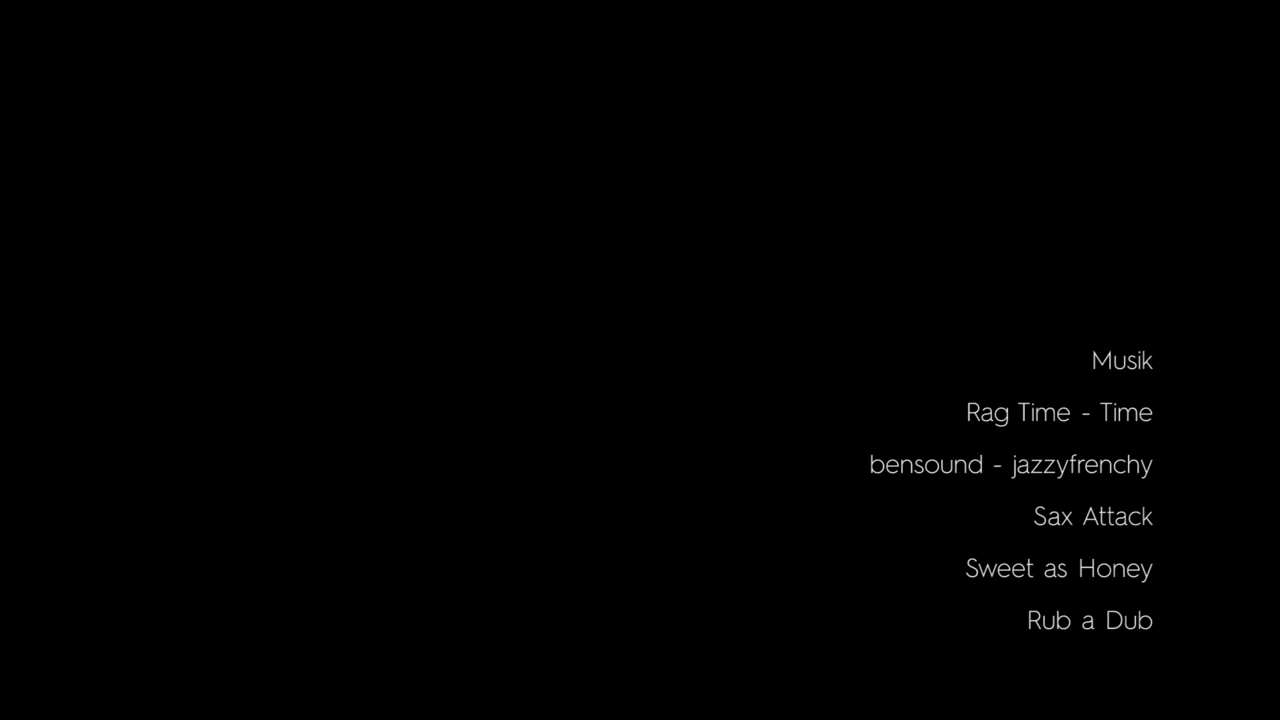 Musik
Rag Time - Time
bensound - jazzyfrenchy
Sax Attack
Sweet as Honey
Rub a Dub